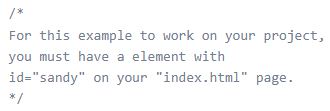 /*
For this example to work on your project,
you must have a element with
id="sandy" on your "index.html" page.
*/